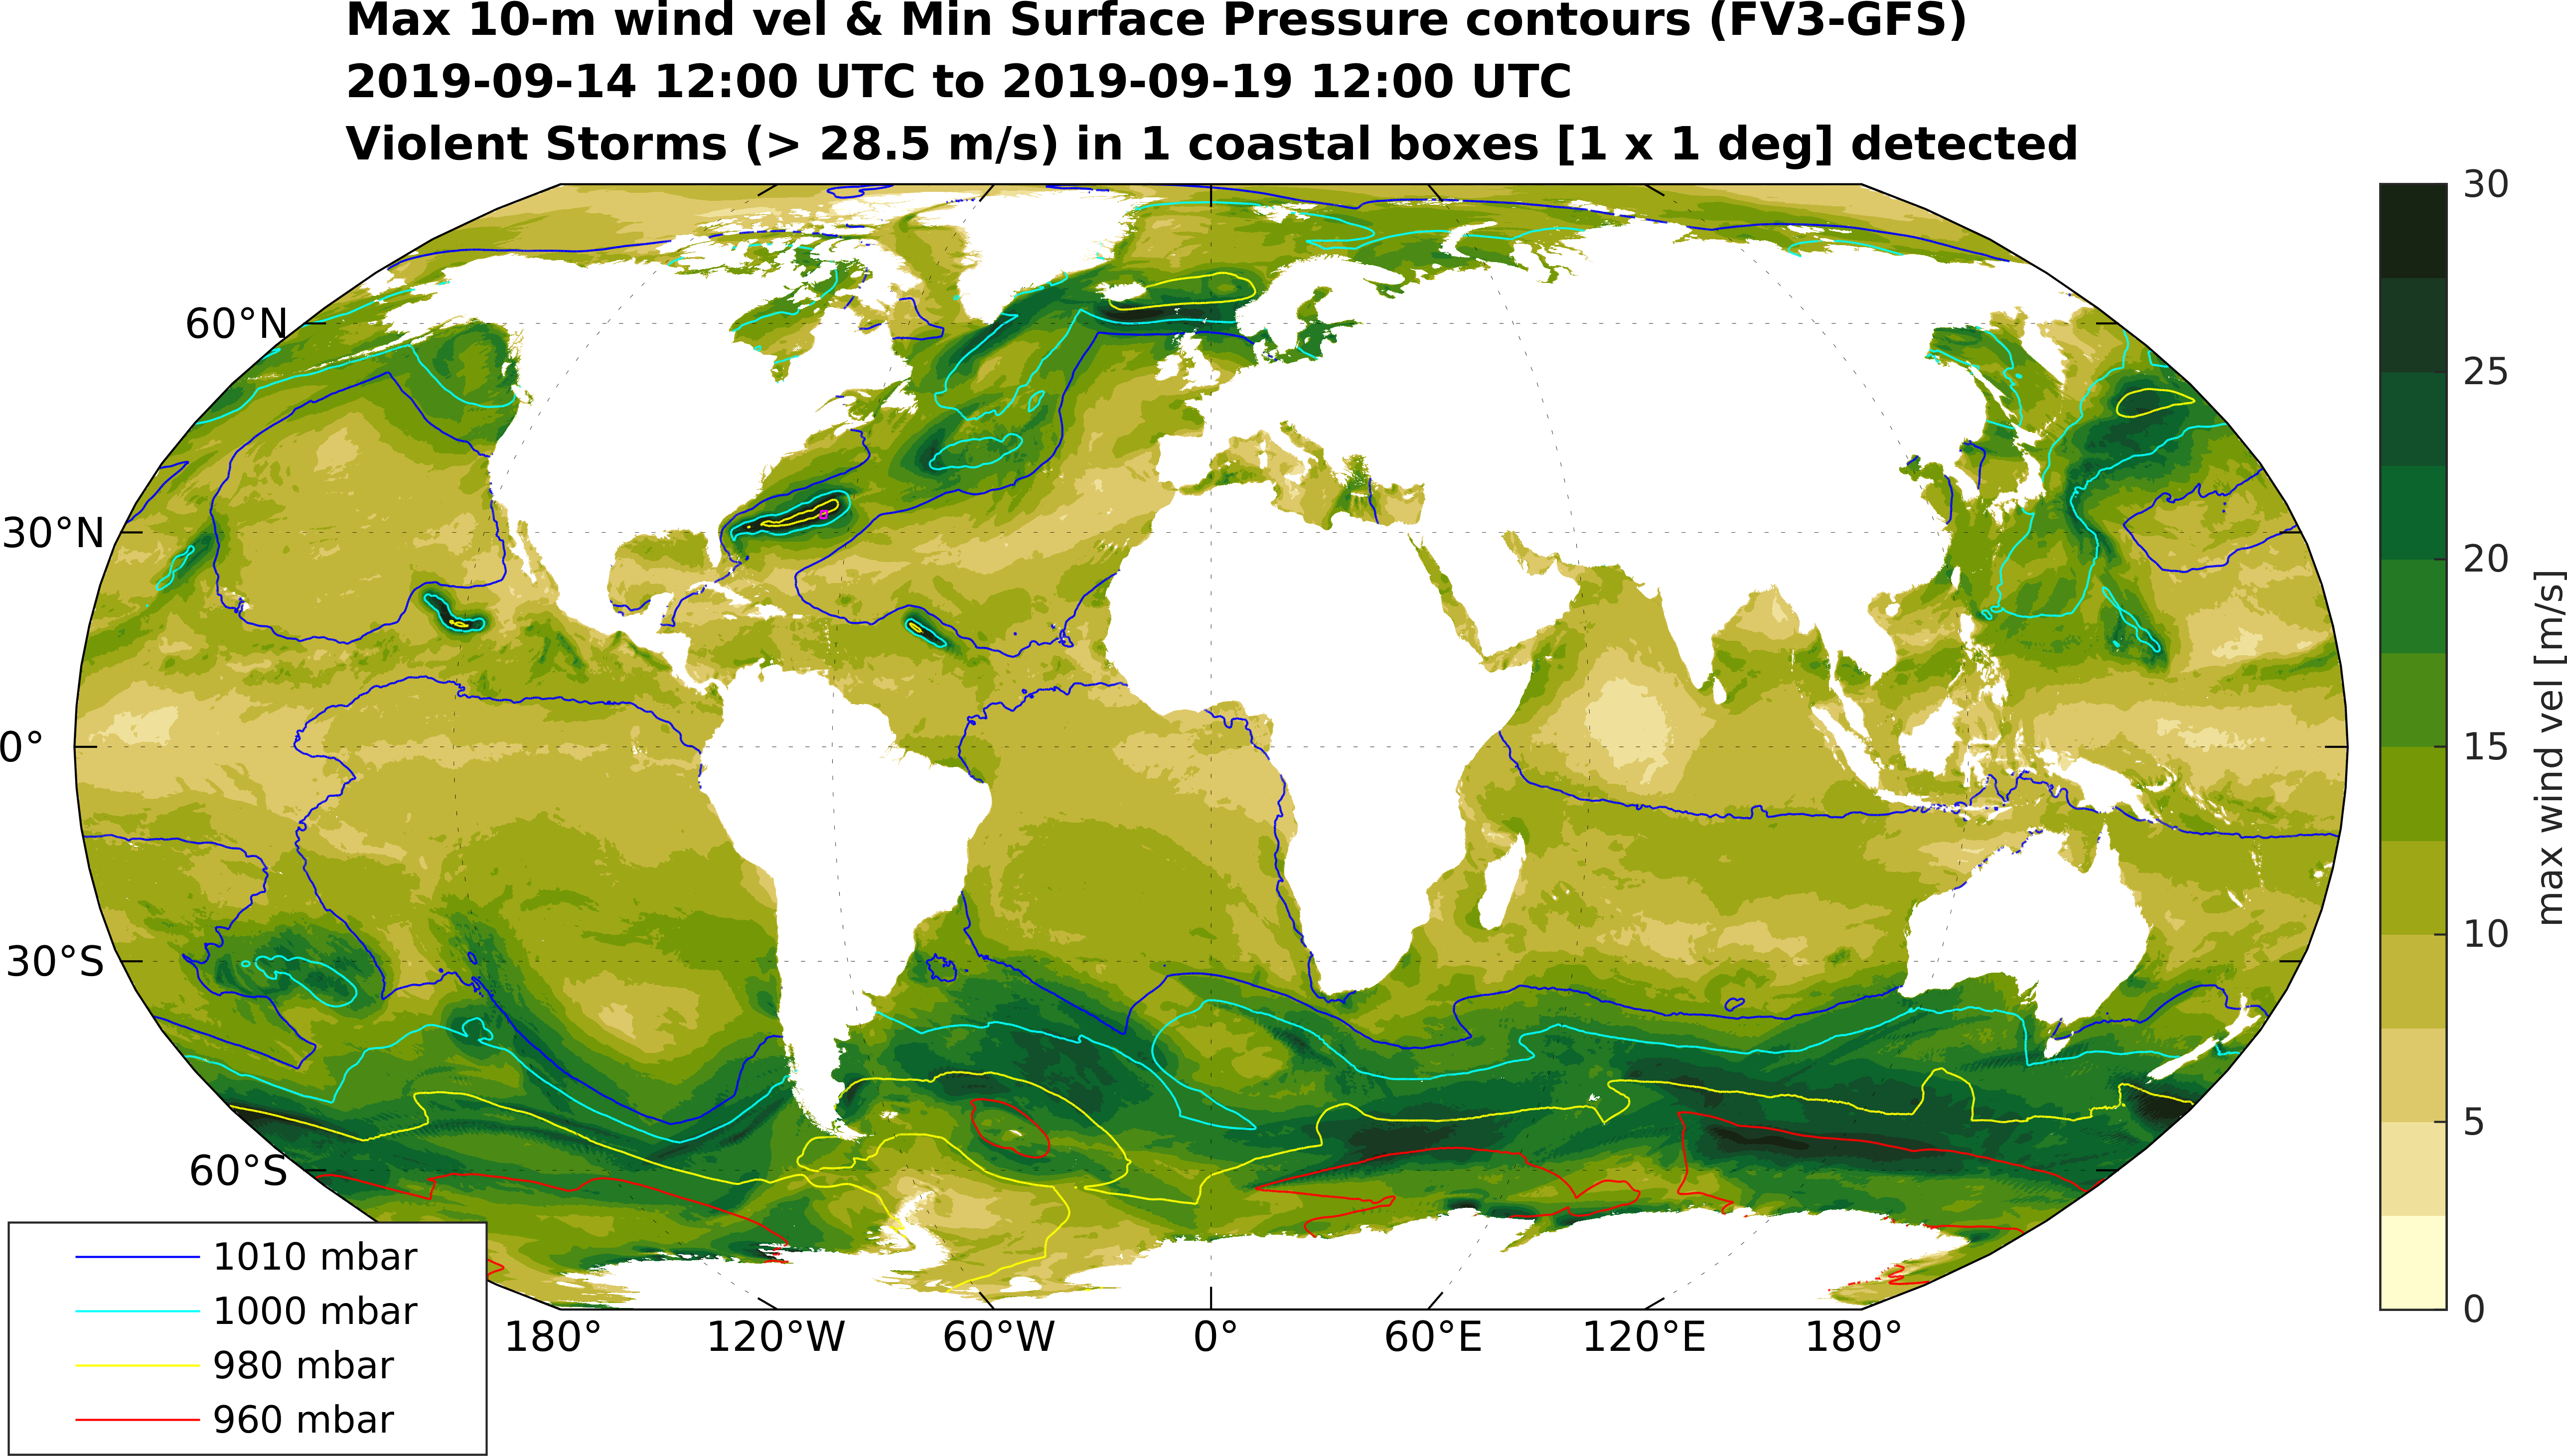 Max 10-m wind vel & Min Surface Pressure contours (FV3-GFS)
2019-09-14 12:00 UTC to 2019-09-19 12:00 UTC
Violent Storms (> 28.5 m/s) in 1 coastal boxes [1 x 1 deg] detected
60°N
30°N
0°
30°S
60°S
180°
120°W
60°W
0°
60°E
120°E
180°
1010 mbar
1000 mbar
980 mbar
960 mbar
30
25
20
15
10
5
0
max wind vel [m/s]